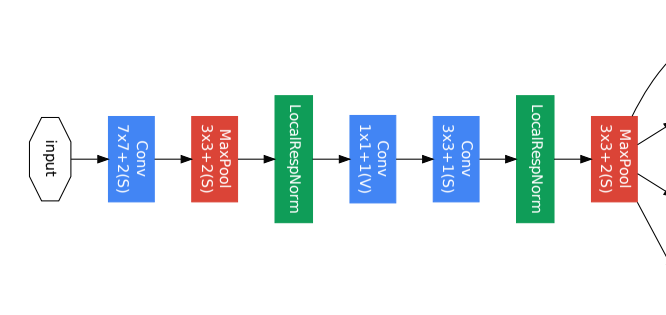 input
Conv
7x7+2(S)
MaxPool
3x3+2(S)
LocalRespNorm
Conv
1x1+1(V)
Conv
3x3+1(S)
LocalRespNorm
MaxPool
3x3+2(S)